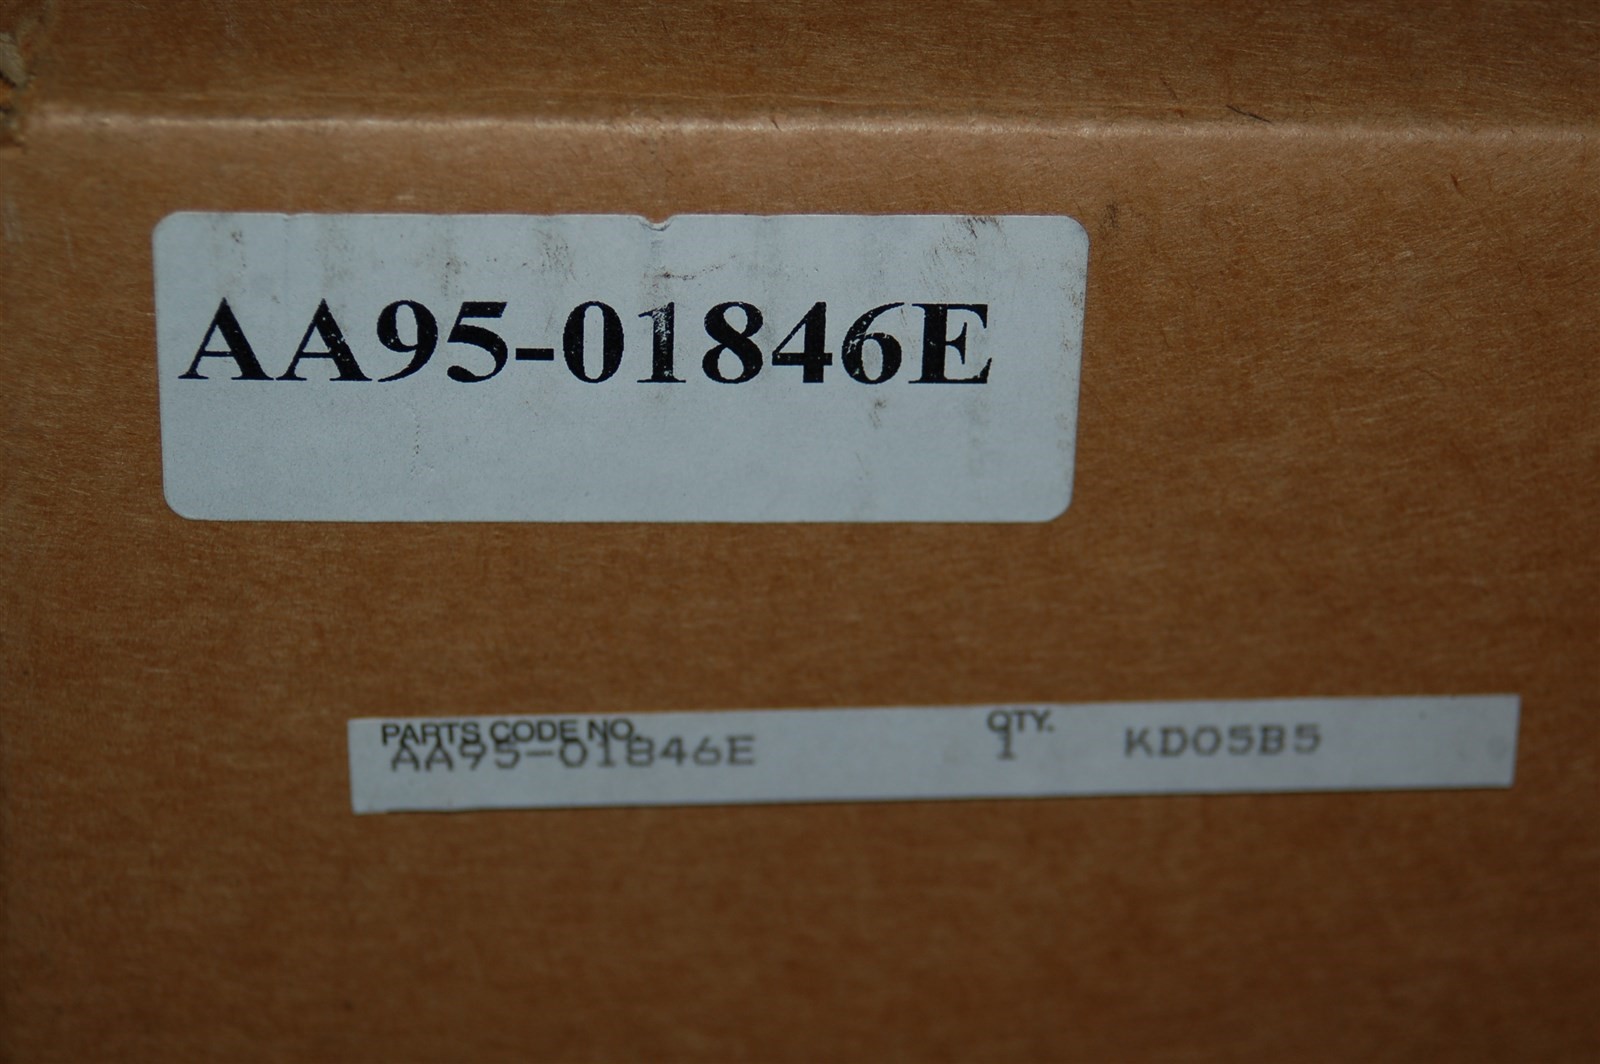 AA95-01846E
PARTS CODE NO. QTY.
AA95-01846E 1 KD05B5